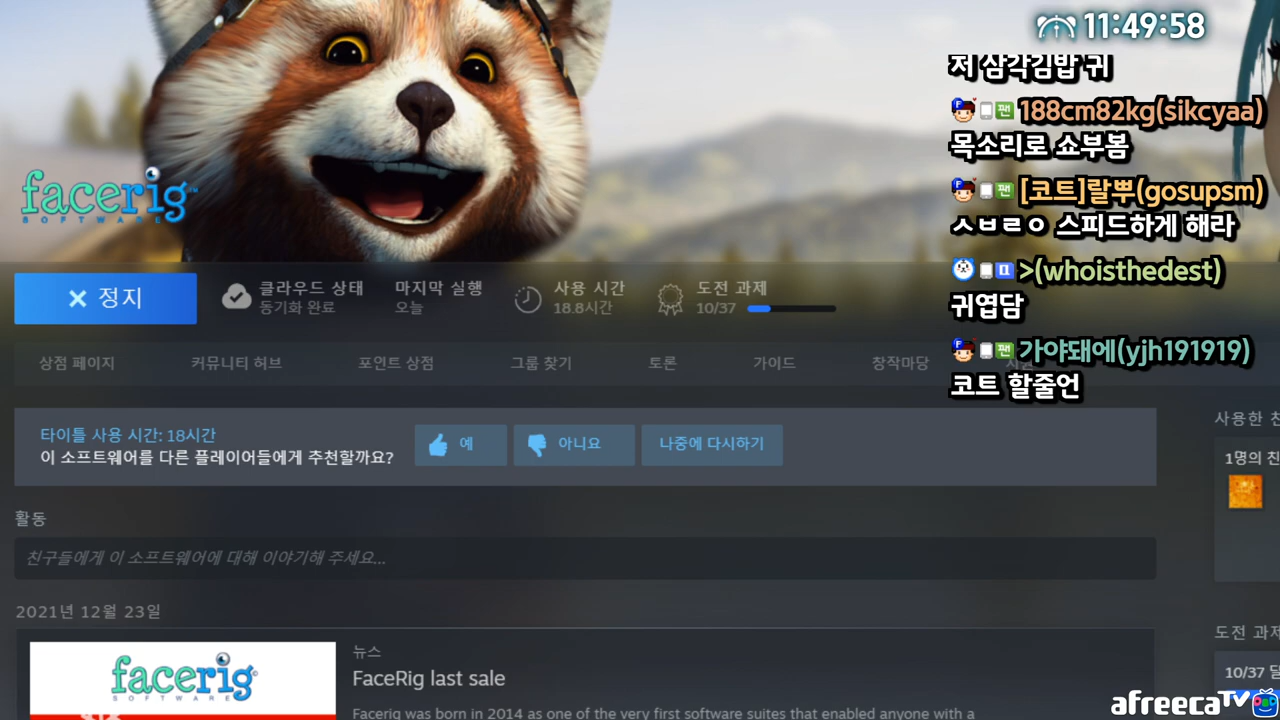 11:49:58
저 삼각김밥 귀
팬 188cm82kg(sikcyaa)
목소리로 쇼부봄
팬 [코트]랄뿌(gosupsm)
ㅅㅂㄹㅇ 스피드하게 해라
>(whoisthedest)
귀엽담
팬 가야돼에(yjh191919)
코트 할줄언
facerig
SOFTWARE
정지
클라우드 상태
동기화 완료
마지막 실행
오늘
사용 시간
18.8시간
도전 과제
10/37
상점 페이지 커뮤니티 허브 포인트 상점 그룹 찾기 토론 가이드 창작마당
타이틀 사용 시간: 18시간
이 소프트웨어를 다른 플레이어들에게 추천할까요?
예 아니요 나중에 다시하기
사용한 친
1명의 친
활동
친구들에게 이 소프트웨어에 대해 이야기해 주세요...
2021년 12월 23일
facerig
SOFTWARE
뉴스
FaceRig last sale
Facerig was born in 2014 as one of the very first software suites that enabled anyone with a
도전 과제
10/37 달
afreecaTV